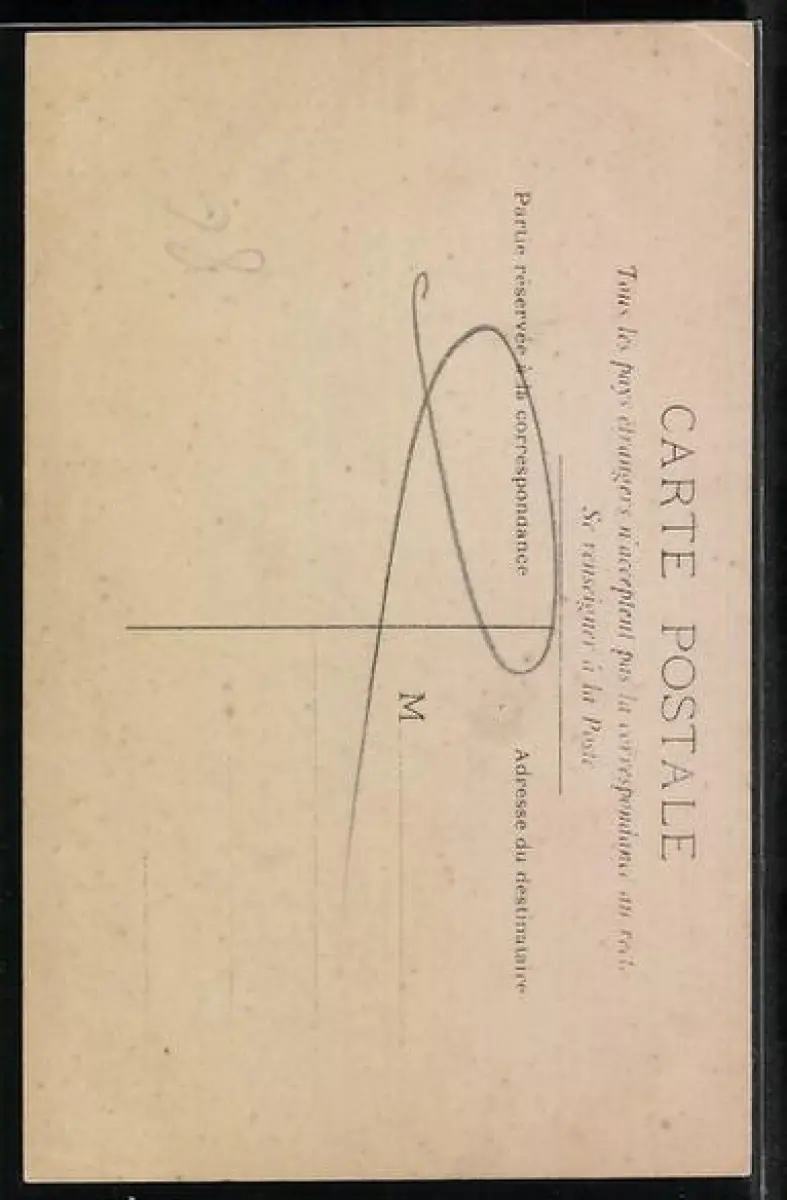 CARTE POSTALE
Tous les pays étrangers n'acceptent pas la correspondance au recto.
Se renseigner à la Poste
Partie réservée à la correspondance
Adresse du destinataire
M